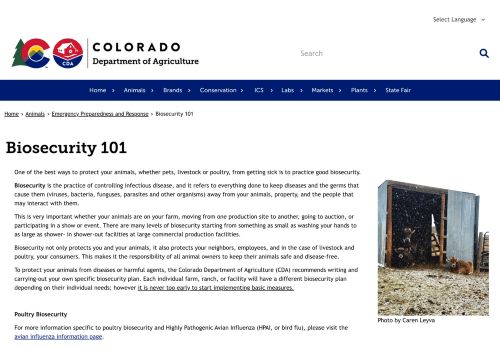 Select Language
COLORADO
Department of Agriculture
CDA
Search
Home > Animals > Brands > Conservation > ICS > Labs > Markets > Plants > State Fair
Home > Animals > Emergency Preparedness and Response > Biosecurity 101
Biosecurity 101
One of the best ways to protect your animals, whether pets, livestock or poultry, from getting sick is to practice good biosecurity.
Biosecurity is the practice of controlling infectious disease, and it refers to everything done to keep diseases and the germs that
cause them (viruses, bacteria, funguses, parasites and other organisms) away from your animals, property, and the people that
may interact with them.
This is very important whether your animals are on your farm, moving from one production site to another, going to auction, or
participating in a show or event. There are many levels of biosecurity starting from something as small as washing your hands to
as large as shower- in shower-out facilities at large commercial production facilities.
Biosecurity not only protects you and your animals, it also protects your neighbors, employees, and in the case of livestock and
poultry, your consumers. This makes it the responsibility of all animal owners to keep their animals safe and disease-free.
To protect your animals from diseases or harmful agents, the Colorado Department of Agriculture (CDA) recommends writing and
carrying-out your own specific biosecurity plan. Each individual farm, ranch, or facility will have a different biosecurity plan
depending on their individual needs; however it is never too early to start implementing basic measures.
Photo by Caren Leyva
Poultry Biosecurity
For more information specific to poultry biosecurity and Highly Pathogenic Avian Influenza (HPAI, or bird flu), please visit the
avian influenza information page.